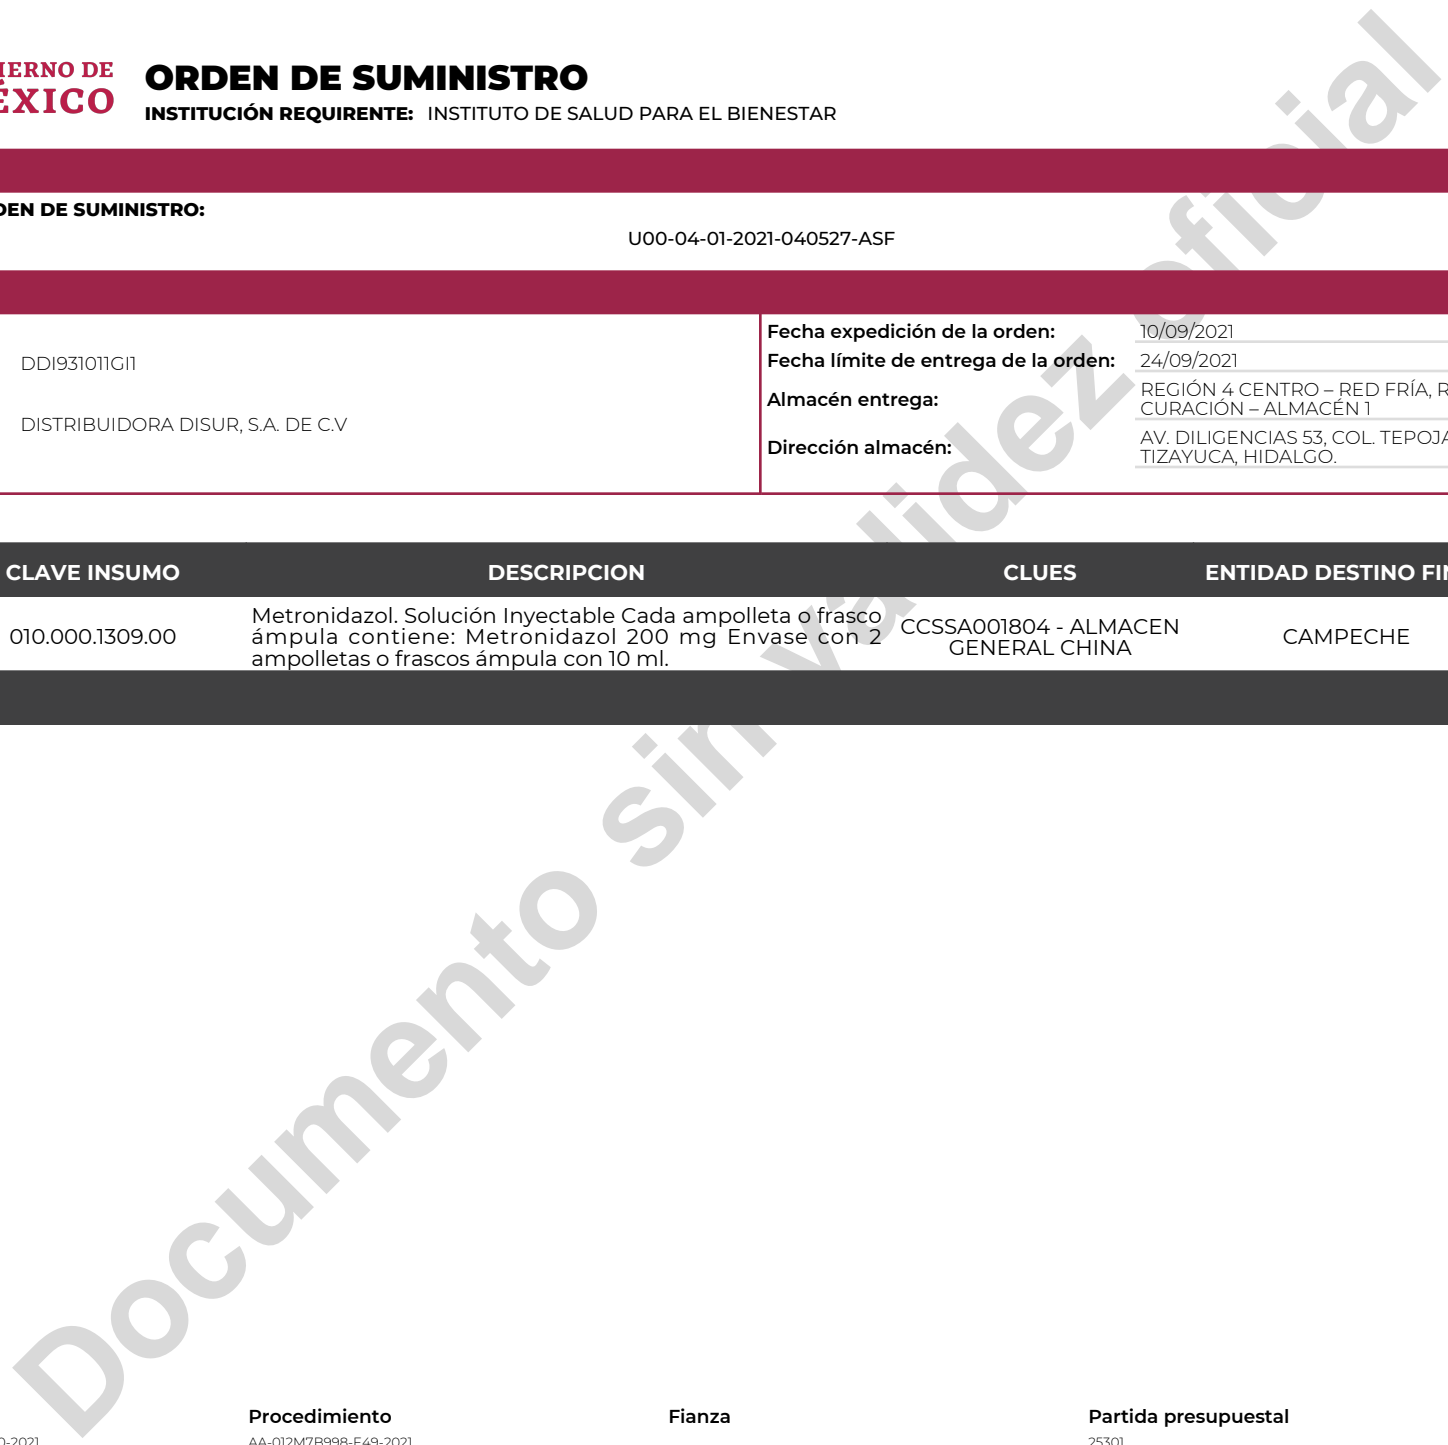 ORDEN DE SUMINISTRO
INSTITUCIÓN REQUIRENTE: INSTITUTO DE SALUD PARA EL BIENESTAR
DE
MÉXICO
DE SUMINISTRO:
U00-04-01-2021-040527-ASF
DDI931011GI1
DISTRIBUIDORA DISUR, S.A. DE C.V
Fecha expedición de la orden: 10/09/2021
Fecha límite de entrega de la orden: 24/09/2021
Almacén entrega: REGIÓN 4 CENTRO – RED FRÍA,
CURACIÓN – ALMACÉN 1
Dirección almacén: AV. DILIGENCIAS 53, COL.
TIZAYUCA, HIDALGO.
CLAVE INSUMO DESCRIPCION CLUES ENTIDAD DESTINO
010.000.1309.00
Metronidazol. Solución Inyectable Cada ampolleta o frasco
ámpula contiene: Metronidazol 200 mg Envase con 2
ampolletas o frascos ámpula con 10 ml.
CCSSA001804 - ALMACEN
GENERAL CHINA
CAMPECHE
Documento sin validez oficial
Procedimiento Fianza Partida presupuestal
AA-012M7B998-E49-2021
25301